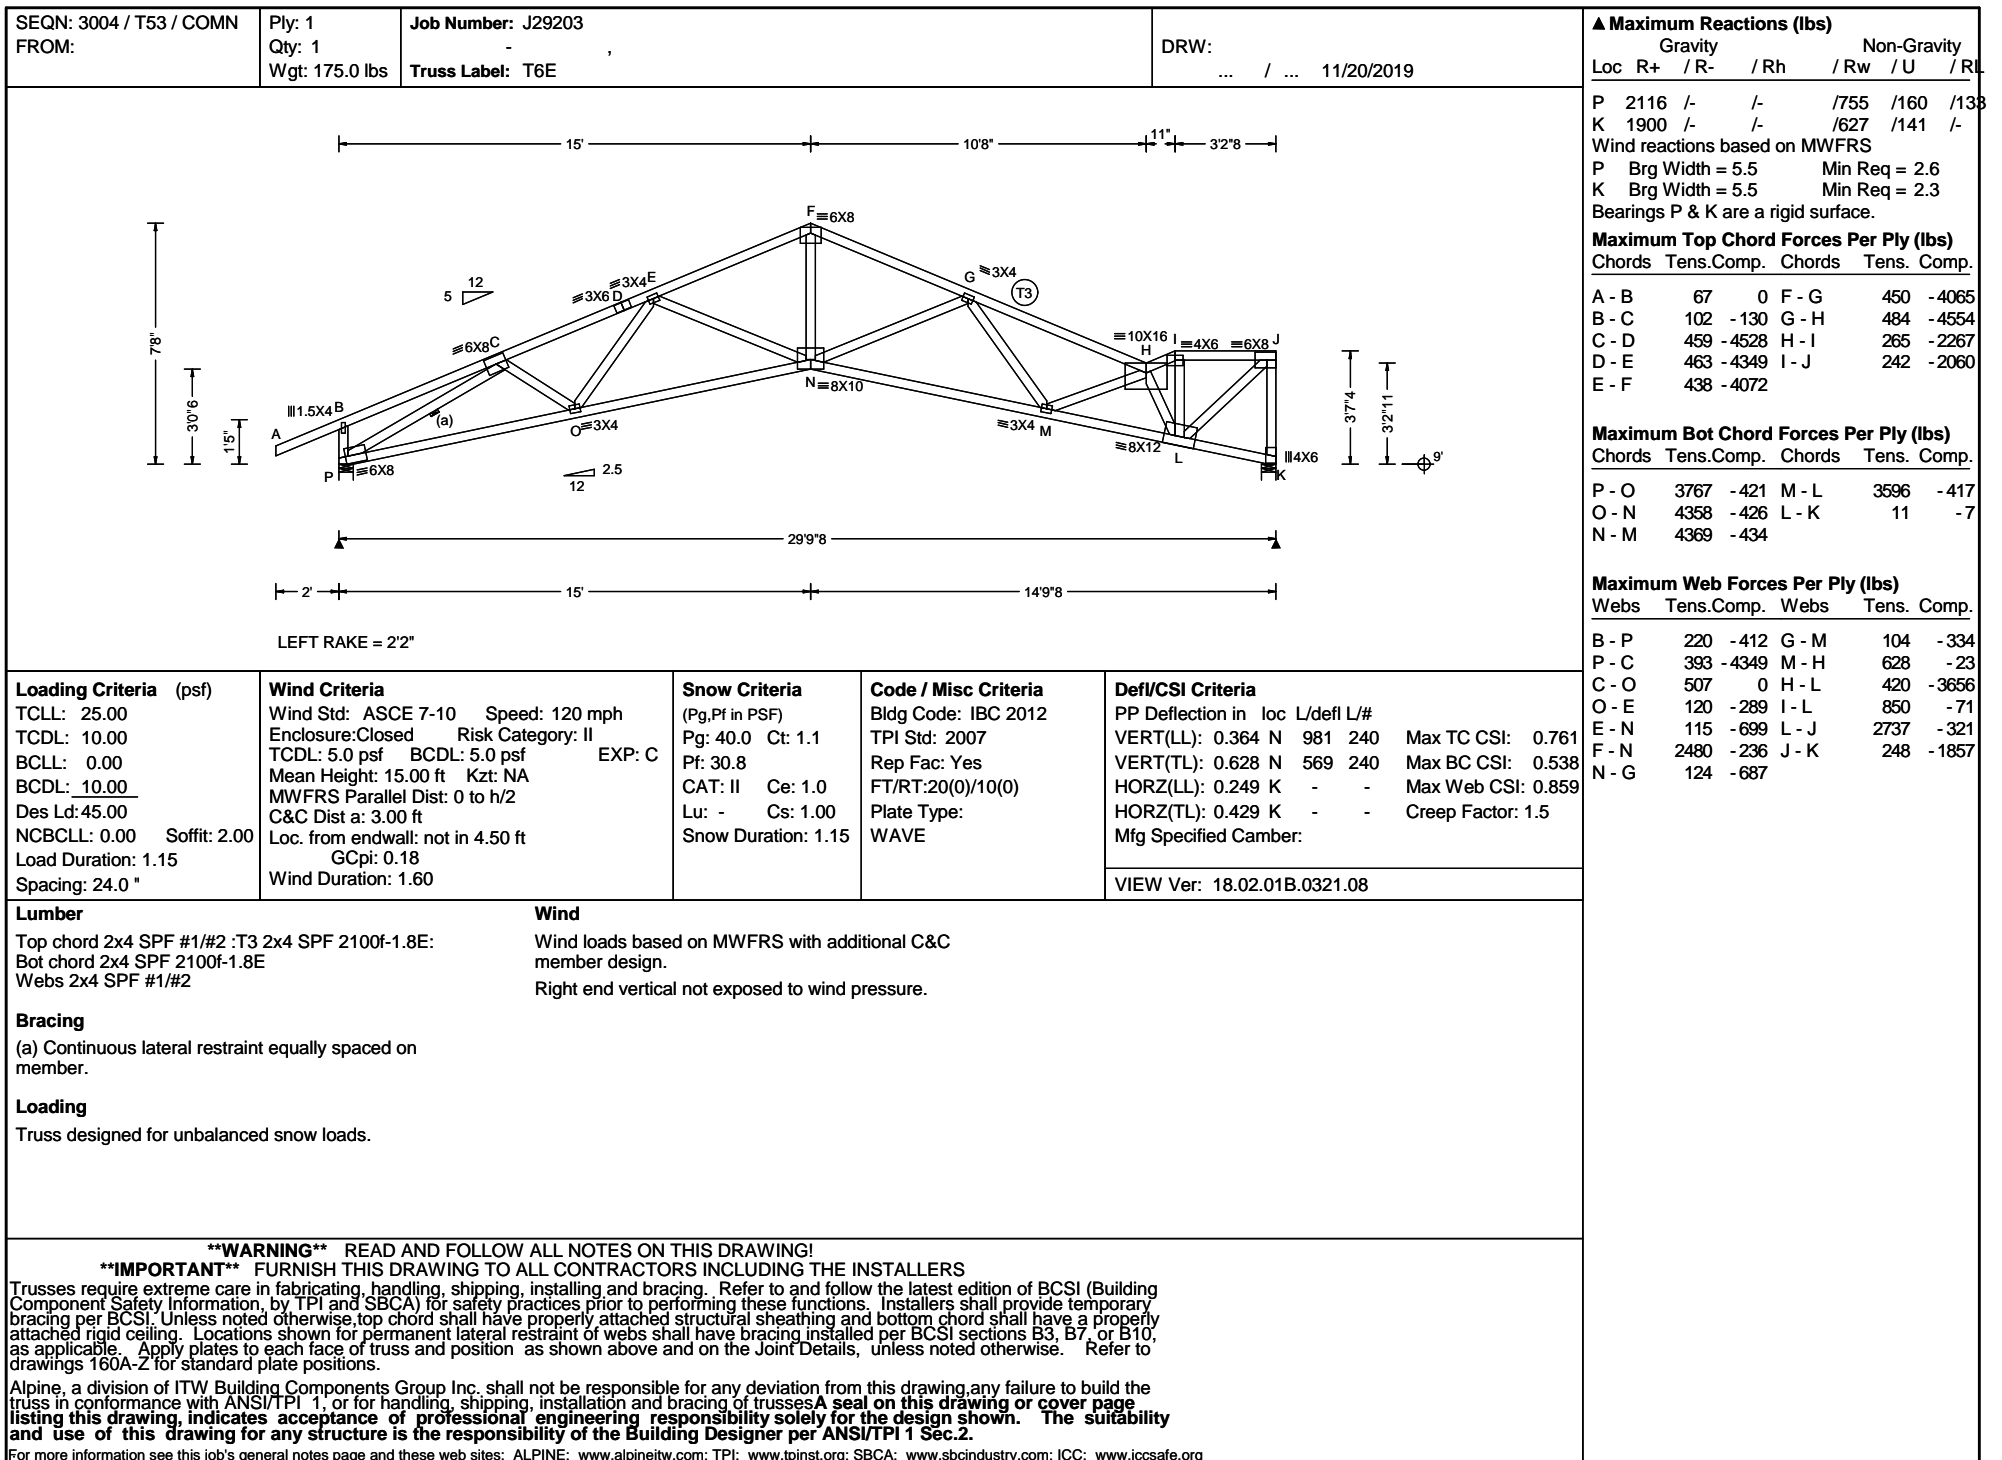 SEQN: 3004 / T53 / COMN
FROM:
Ply: 1
Qty: 1
Wgt: 175.0 lbs
Job Number: J29203
- ,
Truss Label: T6E
DRW:
... / ... 11/20/2019
15'
10'8"
11"
3'2"8
F ≡6X8
12
5
≡3X4 E
≡3X6 D
≡6X8 C
G ≡3X4
T3
≡10X16
H
I ≡4X6
≡6X8 J
7'8"
3'0"6
1'5"
|||1.5X4 B
A
(a)
N ≡8X10
O ≡3X4
≡3X4 M
≡8X12
L
|||4X6
K
P
≡6X8
2.5
12
3'7"4
3'2"11
9'
29'9"8
2'
15'
14'9"8
LEFT RAKE = 2'2"
▲ Maximum Reactions (lbs)
Gravity Non-Gravity
Loc R+ / R- / Rh / Rw / U / RL
P 2116 /- /- /755 /160 /133
K 1900 /- /- /627 /141 /-
Wind reactions based on MWFRS
P Brg Width = 5.5 Min Req = 2.6
K Brg Width = 5.5 Min Req = 2.3
Bearings P & K are a rigid surface.
Maximum Top Chord Forces Per Ply (lbs)
Chords Tens.Comp. Chords Tens. Comp.
A - B 67 0 F - G 450 - 4065
B - C 102 - 130 G - H 484 - 4554
C - D 459 - 4528 H - I 265 - 2267
D - E 463 - 4349 I - J 242 - 2060
E - F 438 - 4072
Maximum Bot Chord Forces Per Ply (lbs)
Chords Tens.Comp. Chords Tens. Comp.
P - O 3767 - 421 M - L 3596 - 417
O - N 4358 - 426 L - K 11 - 7
N - M 4369 - 434
Maximum Web Forces Per Ply (lbs)
Webs Tens.Comp. Webs Tens. Comp.
B - P 220 - 412 G - M 104 - 334
P - C 393 - 4349 M - H 628 - 23
C - O 507 0 H - L 420 - 3656
O - E 120 - 289 I - L 850 - 71
E - N 115 - 699 L - J 2737 - 321
F - N 2480 - 236 J - K 248 - 1857
N - G 124 - 687
Loading Criteria (psf)
TCLL: 25.00
TCDL: 10.00
BCLL: 0.00
BCDL: 10.00
Des Ld: 45.00
NCBCLL: 0.00 Soffit: 2.00
Load Duration: 1.15
Spacing: 24.0 "
Wind Criteria
Wind Std: ASCE 7-10 Speed: 120 mph
Enclosure:Closed Risk Category: II
TCDL: 5.0 psf BCDL: 5.0 psf EXP: C
Mean Height: 15.00 ft Kzt: NA
MWFRS Parallel Dist: 0 to h/2
C&C Dist a: 3.00 ft
Loc. from endwall: not in 4.50 ft
GCpi: 0.18
Wind Duration: 1.60
Snow Criteria
(Pg,Pf in PSF)
Pg: 40.0 Ct: 1.1
Pf: 30.8
CAT: II Ce: 1.0
Lu: - Cs: 1.00
Snow Duration: 1.15
Code / Misc Criteria
Bldg Code: IBC 2012
TPI Std: 2007
Rep Fac: Yes
FT/RT:20(0)/10(0)
Plate Type:
WAVE
Defl/CSI Criteria
PP Deflection in loc L/defl L/#
VERT(LL): 0.364 N 981 240 Max TC CSI: 0.761
VERT(TL): 0.628 N 569 240 Max BC CSI: 0.538
HORZ(LL): 0.249 K - - Max Web CSI: 0.859
HORZ(TL): 0.429 K - - Creep Factor: 1.5
Mfg Specified Camber:
VIEW Ver: 18.02.01B.0321.08
Lumber
Top chord 2x4 SPF #1/#2 :T3 2x4 SPF 2100f-1.8E:
Bot chord 2x4 SPF 2100f-1.8E
Webs 2x4 SPF #1/#2
Bracing
(a) Continuous lateral restraint equally spaced on
member.
Loading
Truss designed for unbalanced snow loads.
Wind
Wind loads based on MWFRS with additional C&C
member design.
Right end vertical not exposed to wind pressure.
**WARNING** READ AND FOLLOW ALL NOTES ON THIS DRAWING!
**IMPORTANT** FURNISH THIS DRAWING TO ALL CONTRACTORS INCLUDING THE INSTALLERS
Trusses require extreme care in fabricating, handling, shipping, installing and bracing. Refer to and follow the latest edition of BCSI (Building
Component Safety Information, by TPI and SBCA) for safety practices prior to performing these functions. Installers shall provide temporary
bracing per BCSI. Unless noted otherwise,top chord shall have properly attached structural sheathing and bottom chord shall have a properly
attached rigid ceiling. Locations shown for permanent lateral restraint of webs shall have bracing installed per BCSI sections B3, B7, or B10,
as applicable. Apply plates to each face of truss and position as shown above and on the Joint Details, unless noted otherwise. Refer to
drawings 160A-Z for standard plate positions.
Alpine, a division of ITW Building Components Group Inc. shall not be responsible for any deviation from this drawing,any failure to build the
truss in conformance with ANSI/TPI 1, or for handling, shipping, installation and bracing of trussesA seal on this drawing or cover page
listing this drawing, indicates acceptance of professional engineering responsibility solely for the design shown. The suitability
and use of this drawing for any structure is the responsibility of the Building Designer per ANSI/TPI 1 Sec.2.
For more information see this job's general notes page and these web sites: ALPINE: www.alpineitw.com; TPI: www.tpinst.org; SBCA: www.sbcindustry.com; ICC: www.iccsafe.org